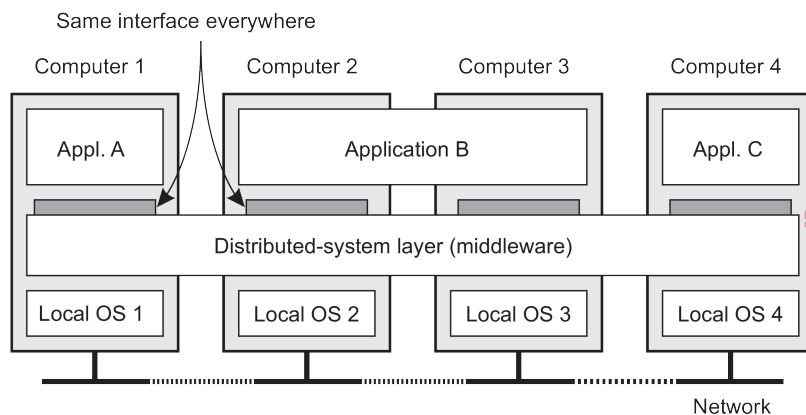 Same interface everywhere
Computer 1
Computer 2
Computer 3
Computer 4
Appl. A
Application B
Appl. C
Distributed-system layer (middleware)
Local OS 1
Local OS 2
Local OS 3
Local OS 4
Network